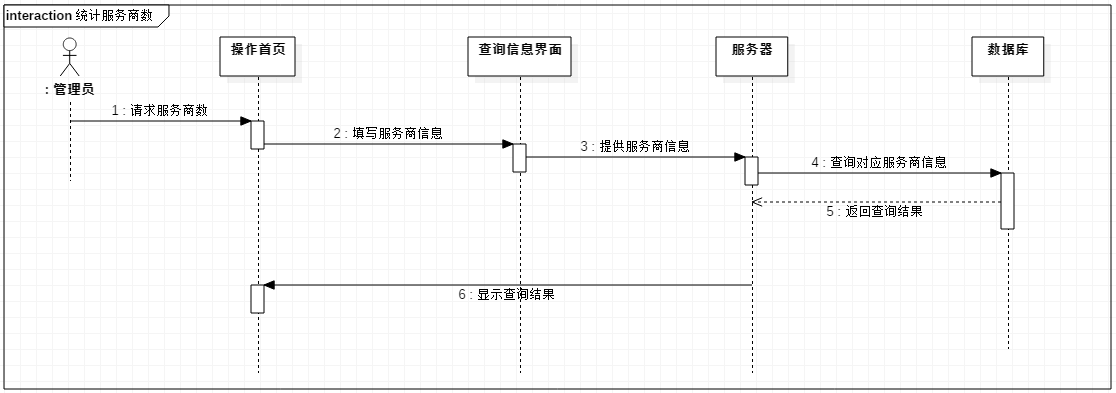 interaction 统计服务商数
操作首页
查询信息界面
服务器
数据库
: 管理员
1 : 请求服务商数
2 : 填写服务商信息
3 : 提供服务商信息
4 : 查询对应服务商信息
5 : 返回查询结果
6 : 显示查询结果